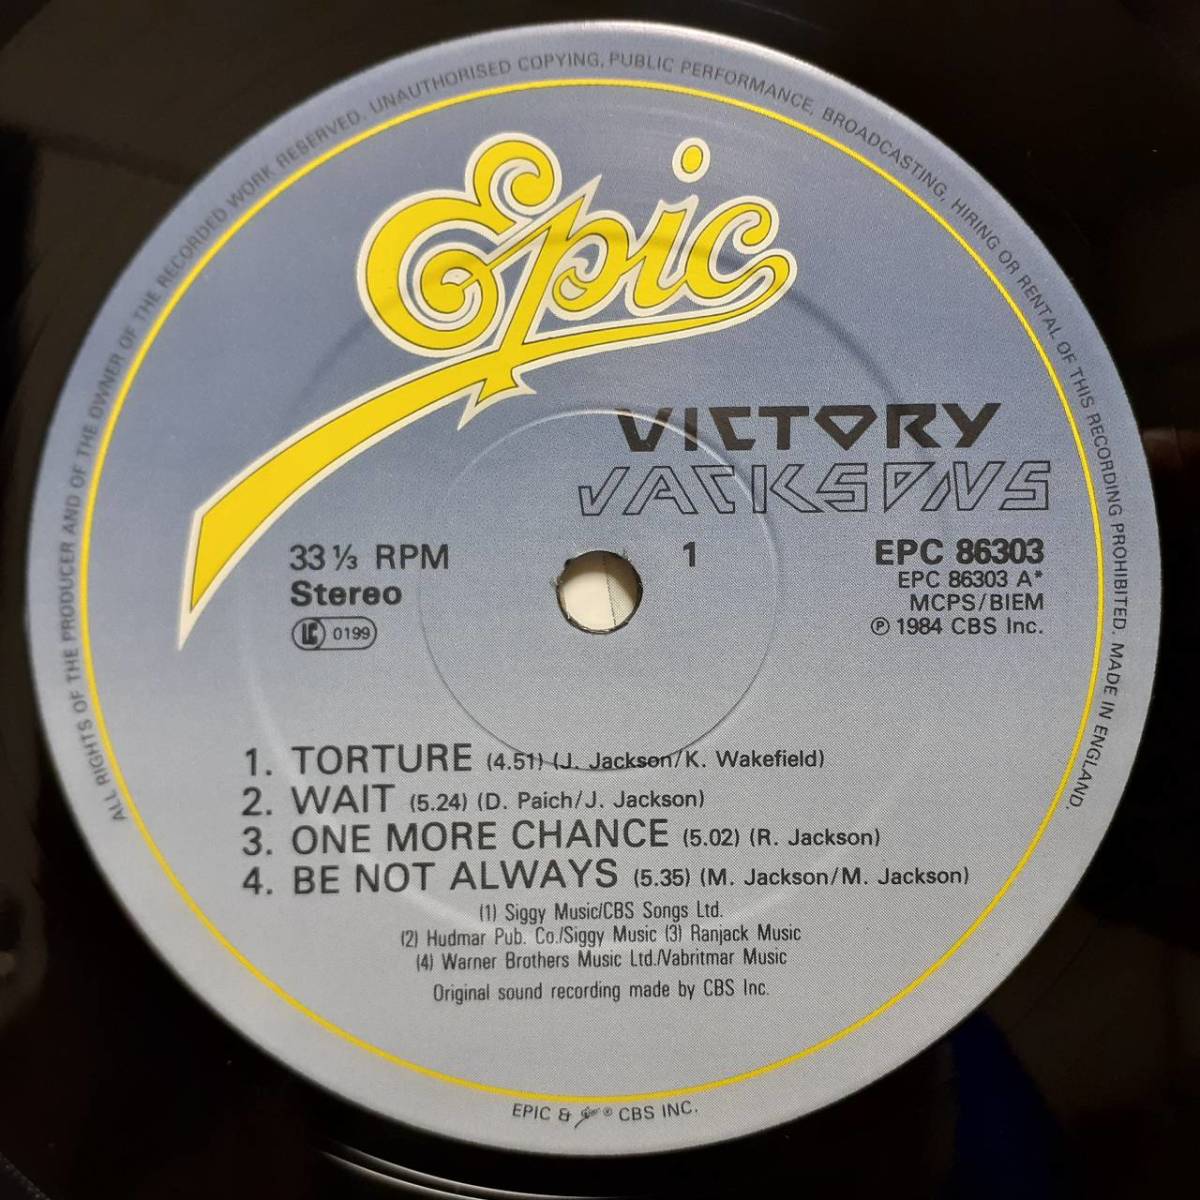 ALL RIGHTS OF THE PRODUCER AND OF THE OWNER OF THE RECORDED WORK RESERVED. UNAUTHORISED COPYING, PUBLIC PERFORMANCE, BROADCASTING, HIRING OR RENTAL OF THIS RECORDING PROHIBITED. MADE IN ENGLAND.
Epic
VICTORY
JACKSONS
33 ⅓ RPM
Stereo
LC 0199
1
EPC 86303
EPC 86303 A*
MCPS/BIEM
℗ 1984 CBS Inc.
1. TORTURE (4.51) (J. Jackson/K. Wakefield)
2. WAIT (5.24) (D. Paich/J. Jackson)
3. ONE MORE CHANCE (5.02) (R. Jackson)
4. BE NOT ALWAYS (5.35) (M. Jackson/M. Jackson)
(1) Siggy Music/CBS Songs Ltd.
(2) Hudmar Pub. Co./Siggy Music (3) Ranjack Music
(4) Warner Brothers Music Ltd./Vabritmar Music
Original sound recording made by CBS Inc.
EPIC & Epic ® CBS INC.